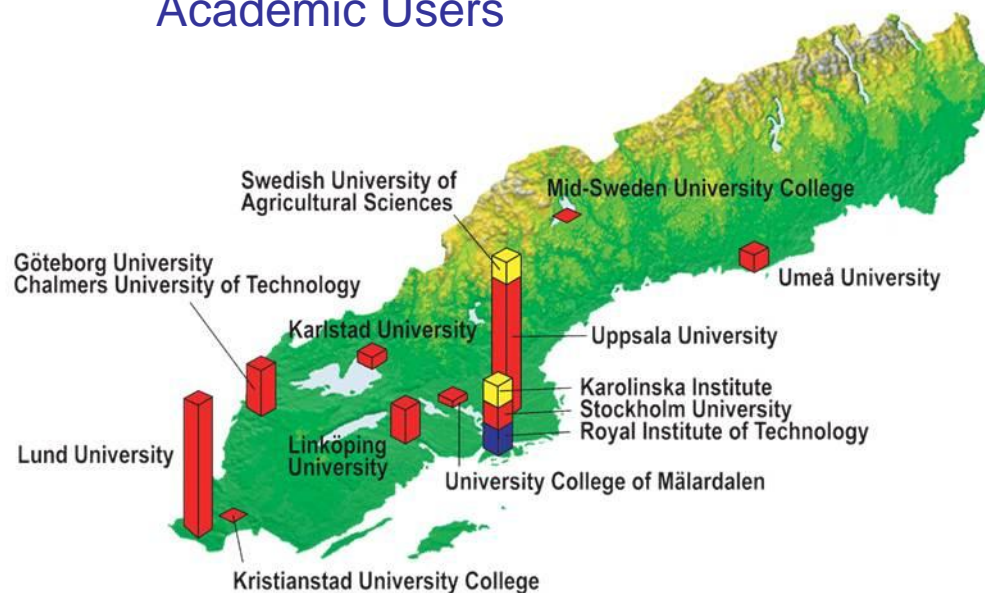 Academic Users
Swedish University of
Agricultural Sciences
Mid-Sweden University College
Göteborg University
Chalmers University of Technology
Umeå University
Karlstad University
Uppsala University
Karolinska Institute
Stockholm University
Royal Institute of Technology
Lund University
Linköping
University
University College of Mälardalen
Kristianstad University College